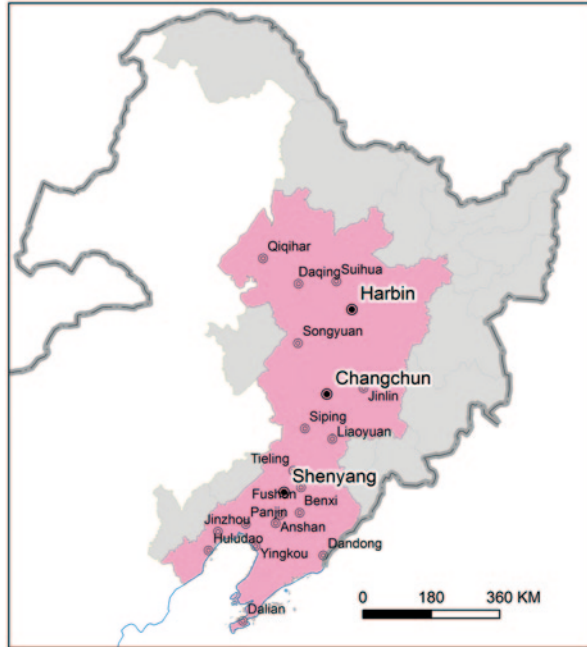 Qiqihar
Daqing
Suihua
Harbin
Songyuan
Changchun
Jinlin
Siping
Liaoyuan
Tieling
Shenyang
Fushun
Benxi
Panjin
Jinzhou
Anshan
Huludao
Yingkou
Dandong
Dalian
0 180 360 KM